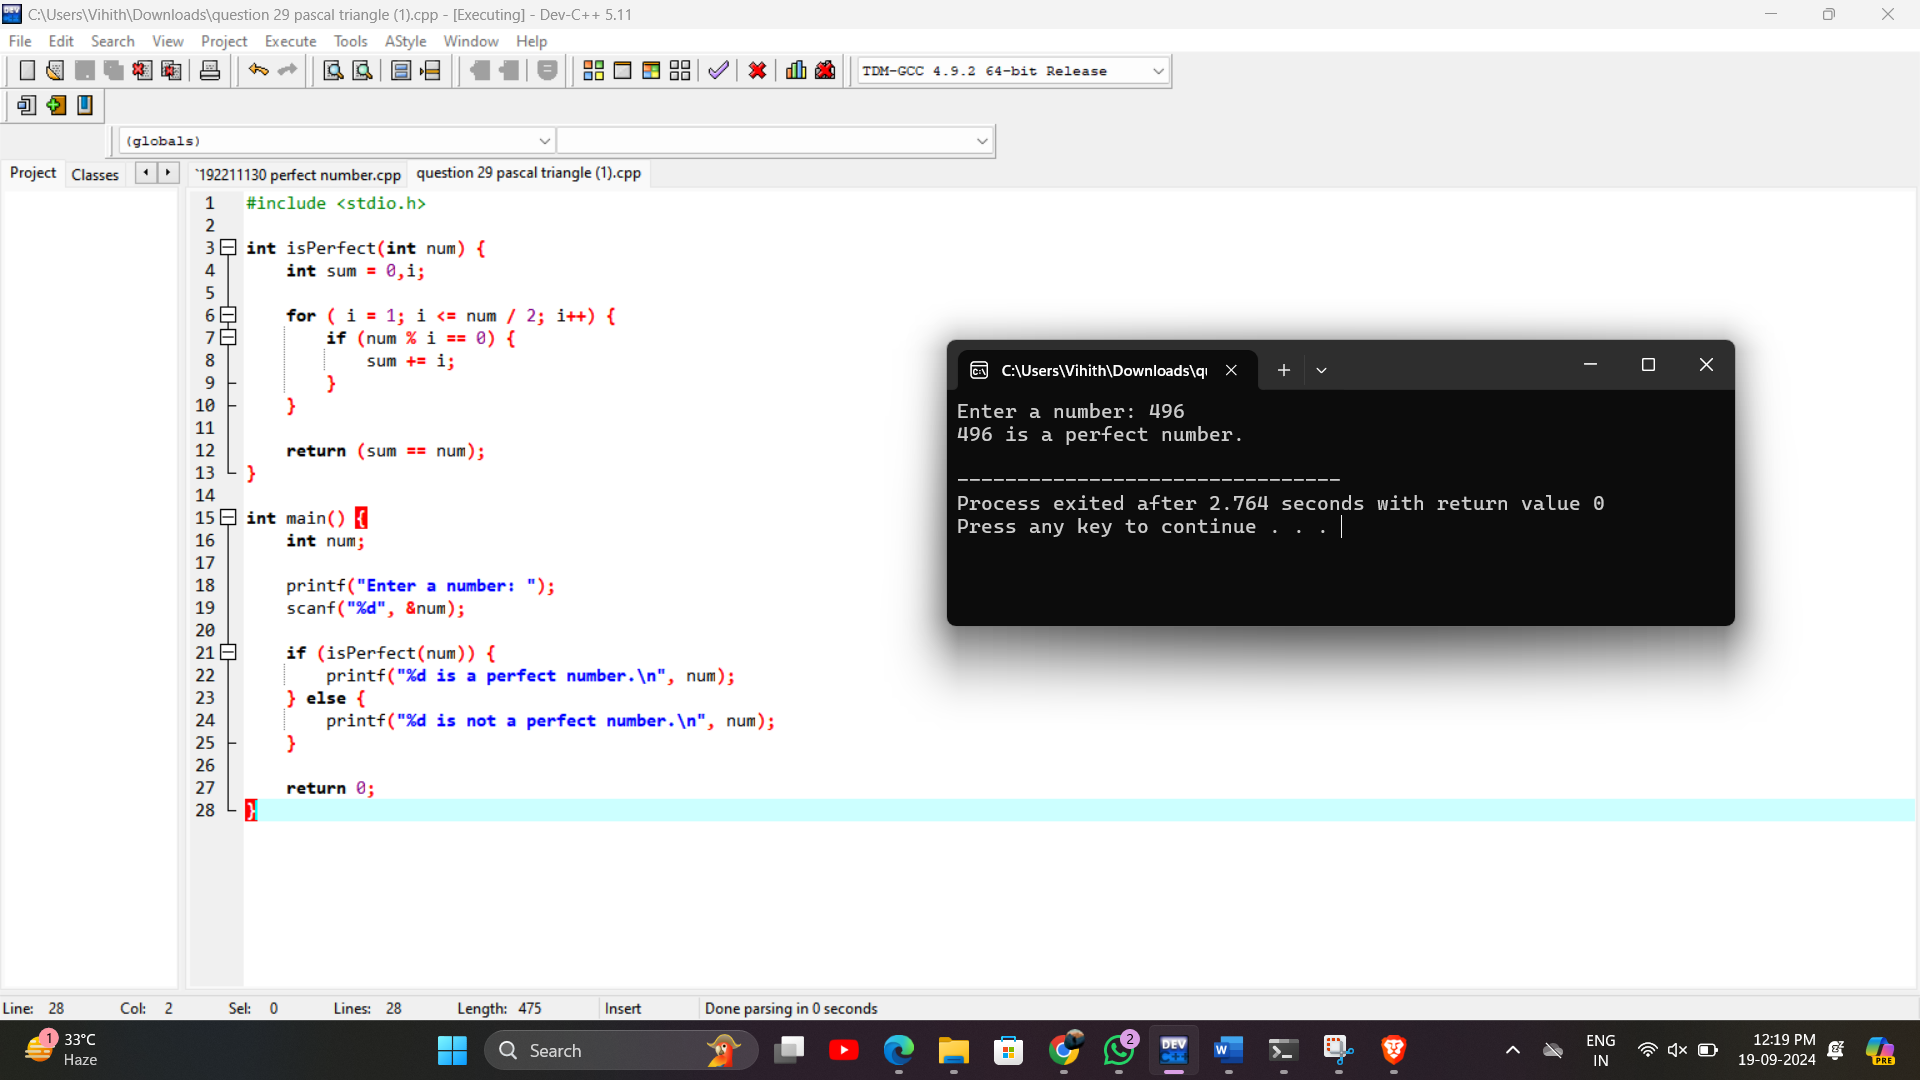 C:\Users\Vihith\Downloads\question 29 pascal triangle (1).cpp - [Executing] - Dev-C++ 5.11
File Edit Search View Project Execute Tools AStyle Window Help
TDM-GCC 4.9.2 64-bit Release
(globals)
Project Classes `192211130 perfect number.cpp question 29 pascal triangle (1).cpp
1 #include <stdio.h>
2
3 int isPerfect(int num) {
4 int sum = 0,i;
5
6 for ( i = 1; i <= num / 2; i++) {
7 if (num % i == 0) {
8 sum += i;
9 }
10 }
11
12 return (sum == num);
13 }
14
15 int main() {
16 int num;
17
18 printf("Enter a number: ");
19 scanf("%d", &num);
20
21 if (isPerfect(num)) {
22 printf("%d is a perfect number.\n", num);
23 } else {
24 printf("%d is not a perfect number.\n", num);
25 }
26
27 return 0;
28 }
C:\Users\Vihith\Downloads\qu
Enter a number: 496
496 is a perfect number.
--------------------------------
Process exited after 2.764 seconds with return value 0
Press any key to continue . . .
Line: 28 Col: 2 Sel: 0 Lines: 28 Length: 475 Insert Done parsing in 0 seconds
1 33°C
Haze
Search
2
DEV
W
ENG
IN
12:19 PM
19-09-2024
PRE